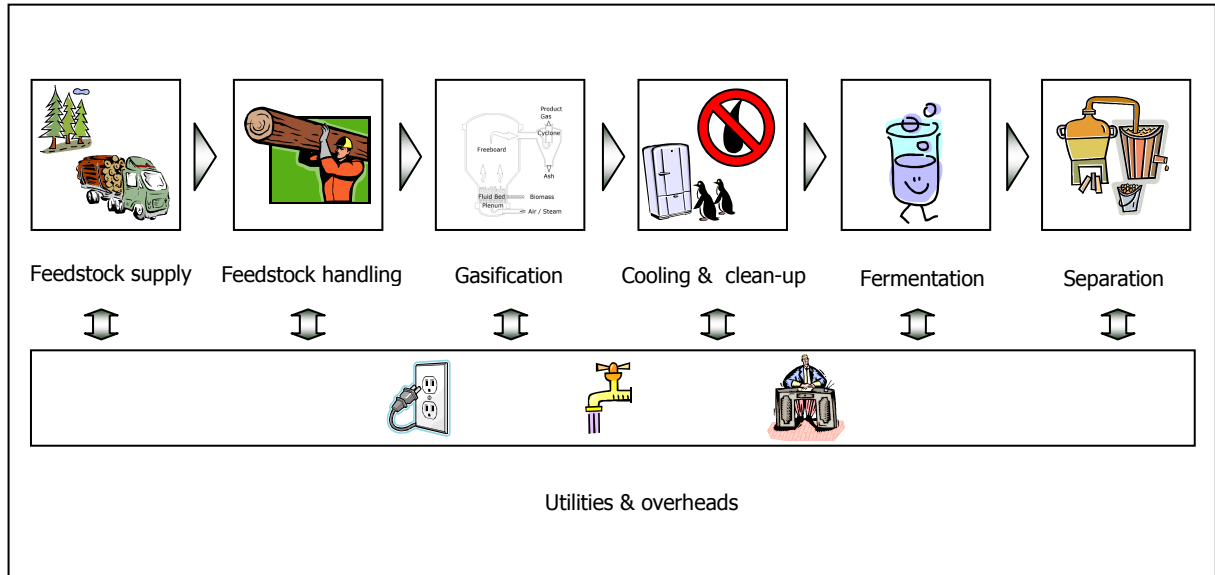 Product
Gas
Cyclone
Freeboard
Ash
Fluid Bed
Biomass
Plenum
Air / Steam
Feedstock supply
Feedstock handling
Gasification
Cooling & clean-up
Fermentation
Separation
Utilities & overheads